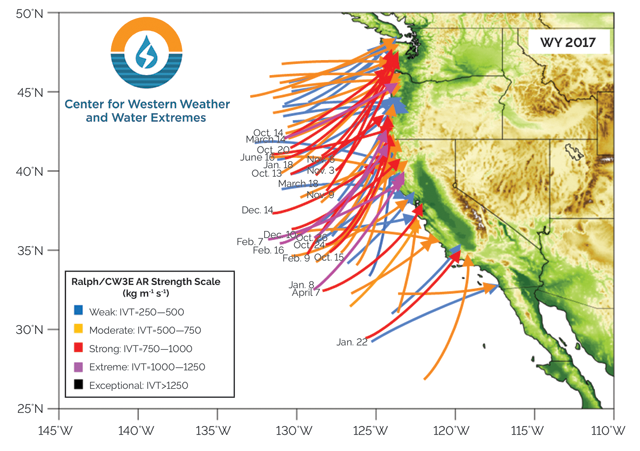 50°N
WY 2017
45°N
Center for Western Weather
and Water Extremes
Oct. 14
March 14
Oct. 20
June 16
Jan. 18
Oct. 13
Nov. 3
March 18
Nov. 9
40°N
Dec. 14
Dec. 10
Feb. 7
Feb. 16
Oct. 24
Feb. 9
Oct. 15
35°N
Jan. 8
April 7
Jan. 22
Ralph/CW3E AR Strength Scale
(kg m⁻¹ s⁻¹)
Weak: IVT=250—500
Moderate: IVT=500—750
Strong: IVT=750—1000
Extreme: IVT=1000—1250
Exceptional: IVT>1250
30°N
25°N
145°W
140°W
135°W
130°W
125°W
120°W
115°W
110°W